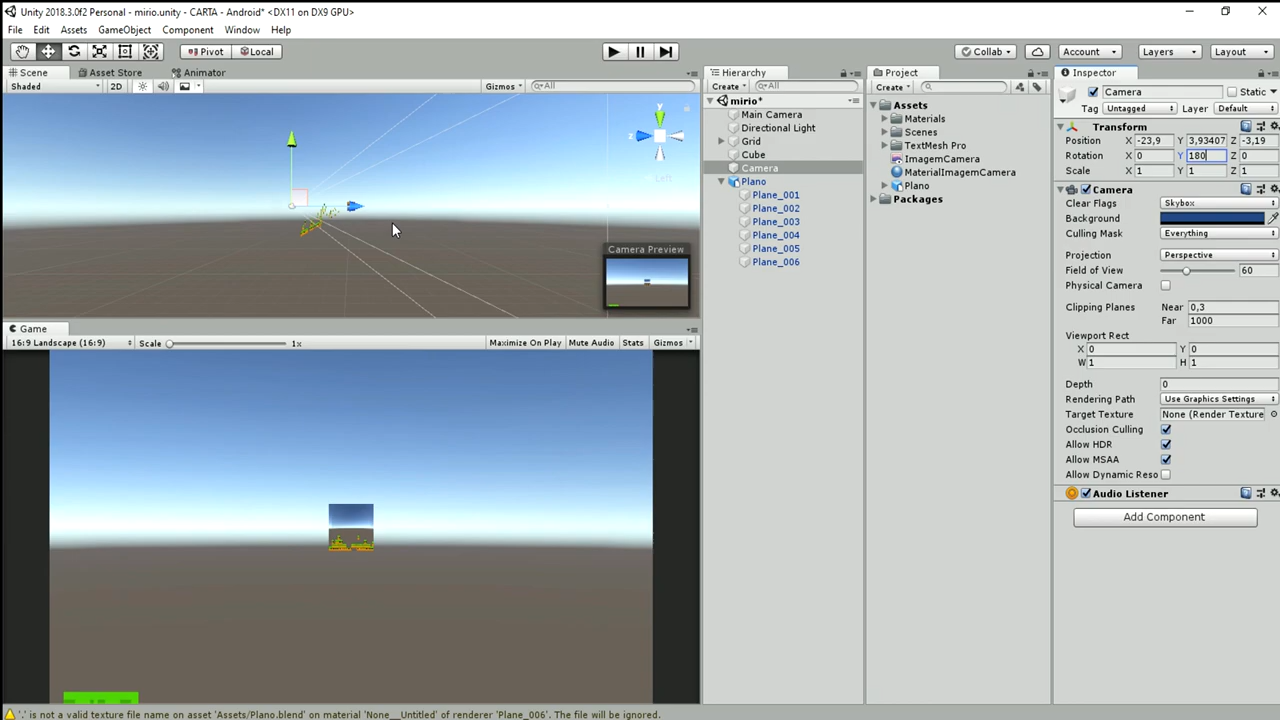 Unity 2018.3.0f2 Personal - mirio.unity - CARTA - Android* <DX11 on DX9 GPU>
File Edit Assets GameObject Component Window Help
Pivot Local Collab Account Layers Layout
Scene Asset Store Animator
Shaded 2D Gizmos All
Camera Preview
Game
16:9 Landscape (16:9) Scale 1x Maximize On Play Mute Audio Stats Gizmos
Hierarchy
Create All
mirio*
Main Camera
Directional Light
Grid
Cube
Camera
Plano
Plane_001
Plane_002
Plane_003
Plane_004
Plane_005
Plane_006
Project
Create
Assets
Materials
Scenes
TextMesh Pro
ImagemCamera
MaterialImagemCamera
Plano
Packages
Inspector
Camera Static
Tag Untagged Layer Default
Transform
Position X -23,9 Y 3,93407 Z -3,19
Rotation X 0 Y 180 Z 0
Scale X 1 Y 1 Z 1
Camera
Clear Flags Skybox
Background
Culling Mask Everything
Projection Perspective
Field of View 60
Physical Camera
Clipping Planes Near 0,3
Far 1000
Viewport Rect
X 0 Y 0
W 1 H 1
Depth 0
Rendering Path Use Graphics Settings
Target Texture None (Render Texture
Occlusion Culling
Allow HDR
Allow MSAA
Allow Dynamic Reso
Audio Listener
Add Component
'.' is not a valid texture file name on asset 'Assets/Plano.blend' on material 'None__Untitled' of renderer 'Plane_006'. The file will be ignored.